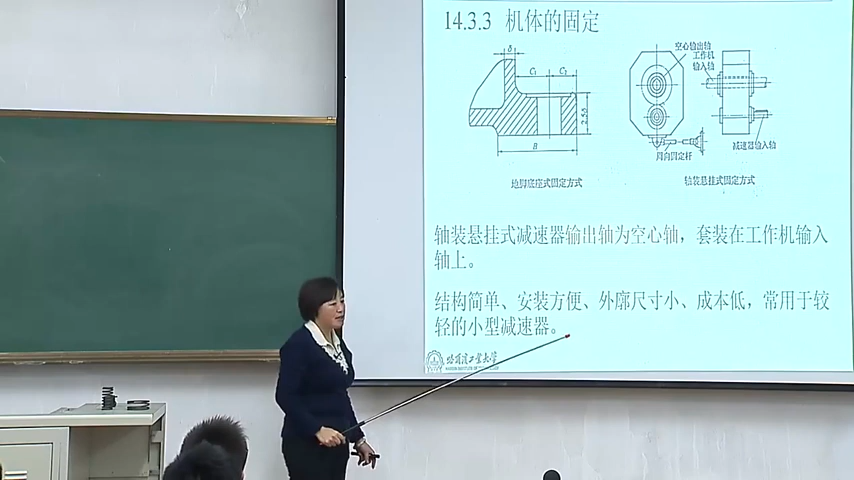 14.3.3 机体的固定
空心输出轴
工作机
输入轴
δ
C₁ C₂
2.5δ
B
周向固定杆
减速器输入轴
地脚底座式固定方式
轴装悬挂式固定方式
轴装悬挂式减速器输出轴为空心轴，套装在工作机输入
轴上。
结构简单、安装方便、外廓尺寸小、成本低，常用于较
轻的小型减速器。
哈尔滨工业大学